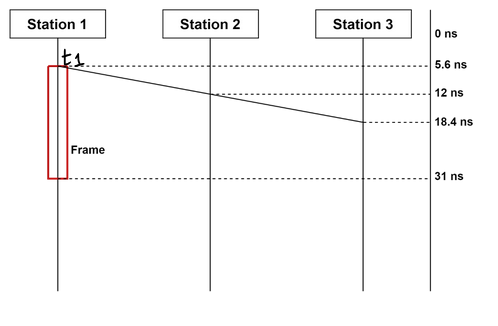 Station 1
Station 2
Station 3
0 ns
t1
5.6 ns
12 ns
18.4 ns
Frame
31 ns